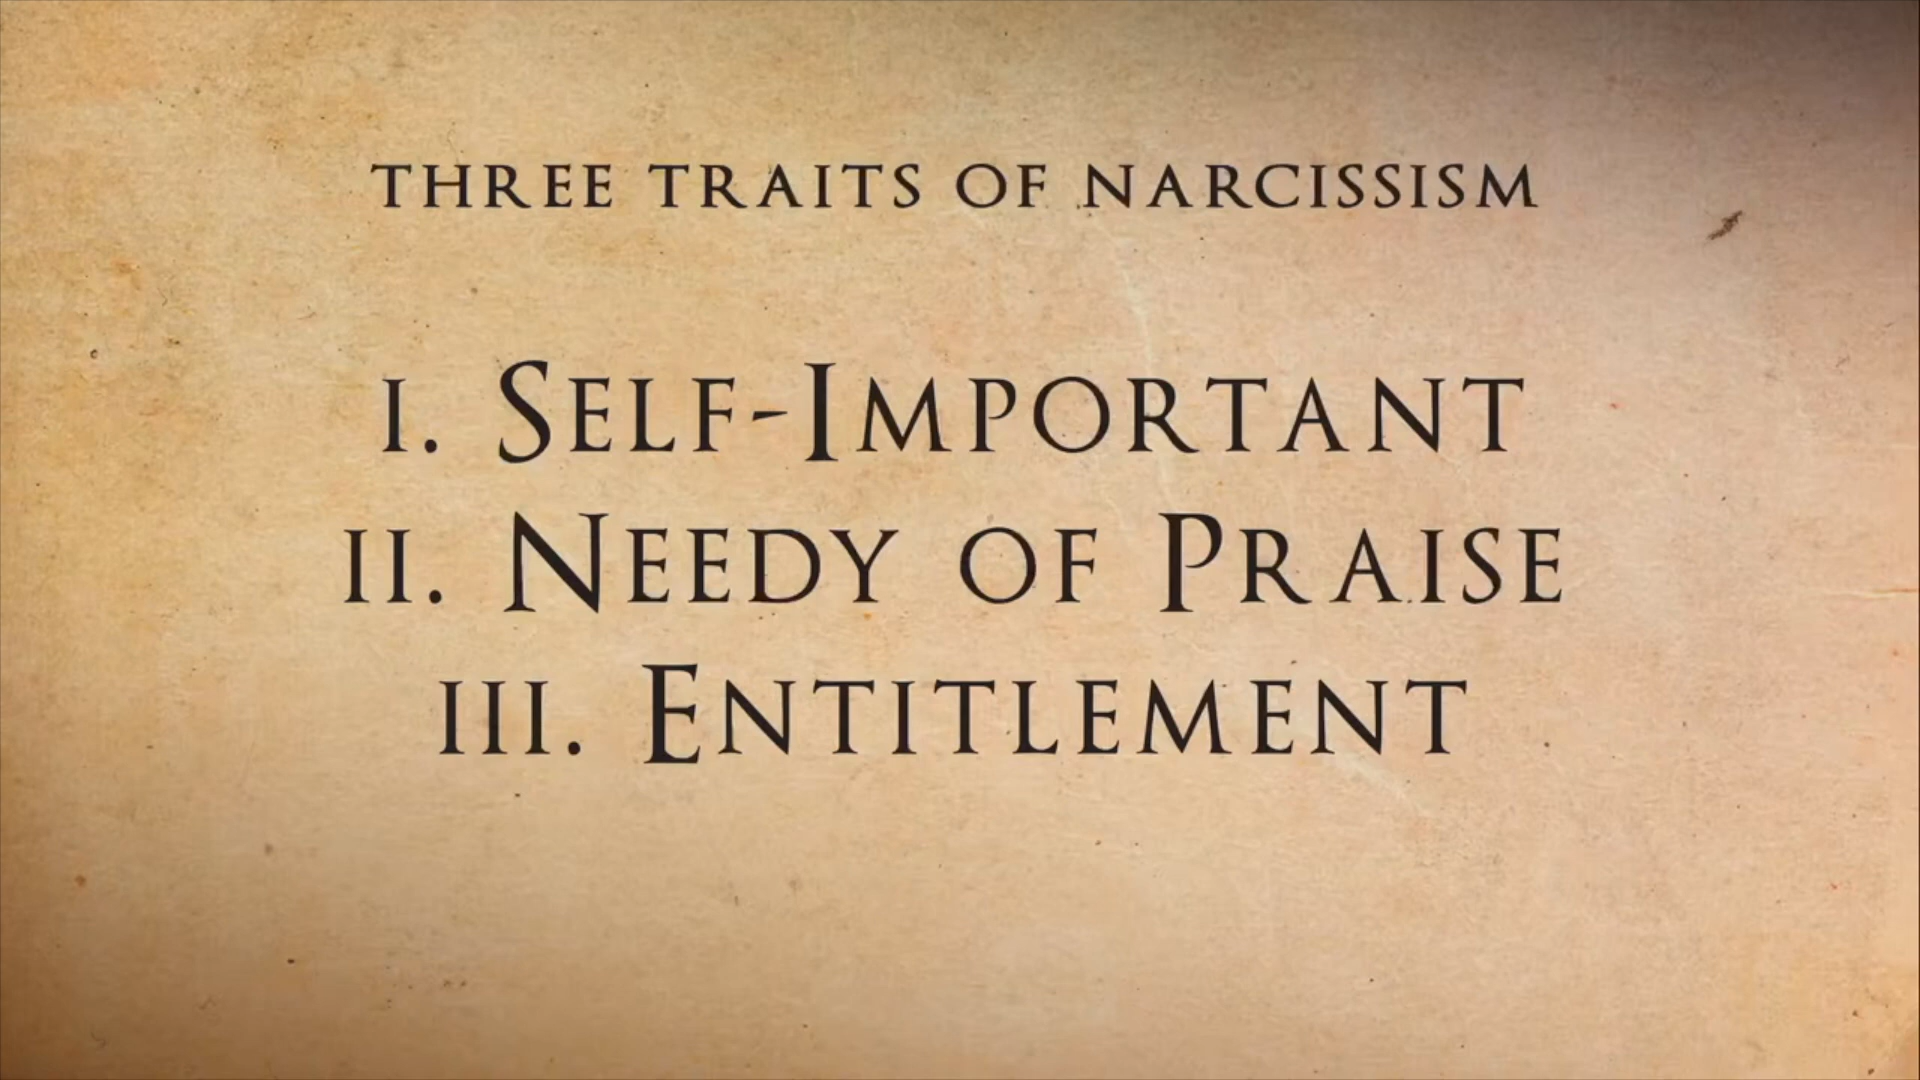 THREE TRAITS OF NARCISSISM
I. SELF-IMPORTANT
II. NEEDY OF PRAISE
III. ENTITLEMENT